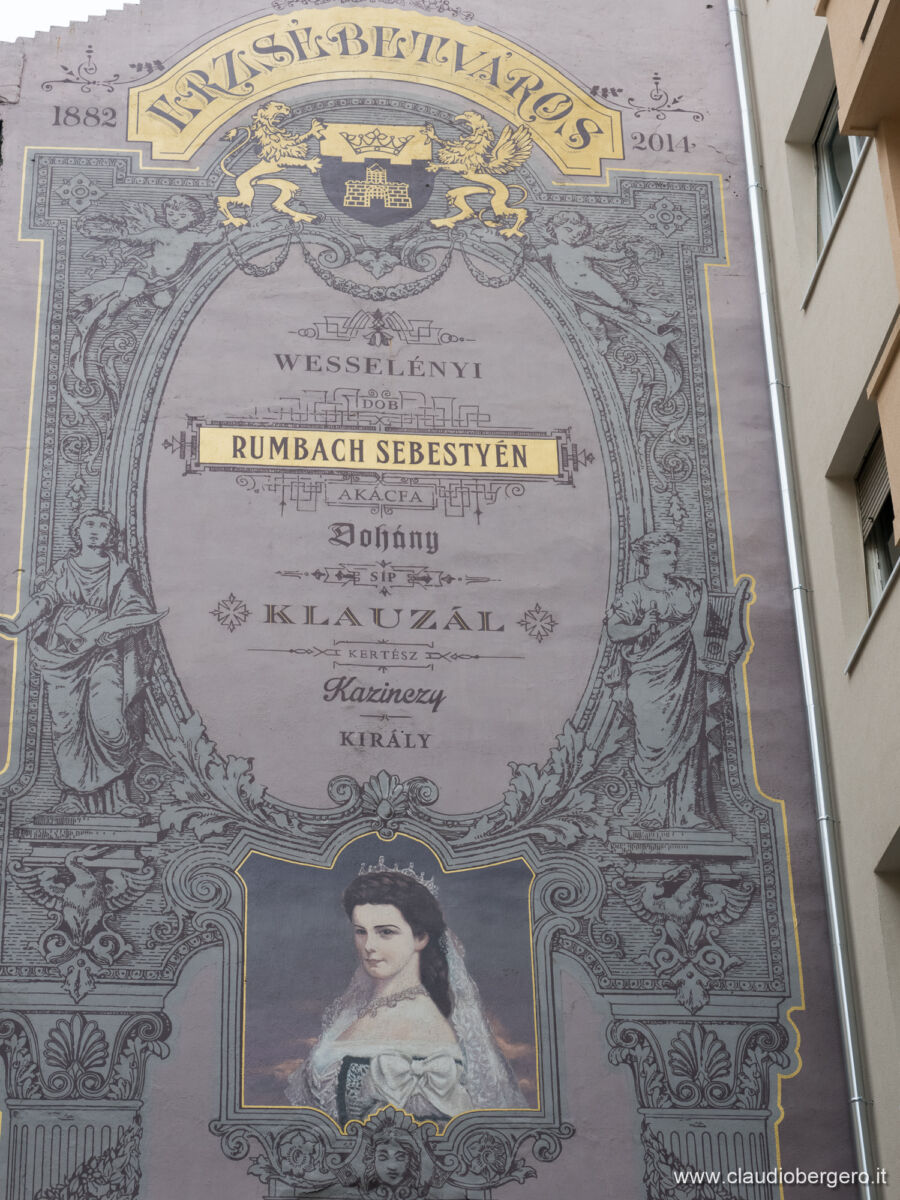 ERZSÉBETVÁROS
1882
2014
WESSELÉNYI
DOB
RUMBACH SEBESTYÉN
AKÁCFA
Dohány
SÍP
KLAUZÁL
KERTÉSZ
Kazinczy
KIRÁLY
www.claudiobergero.it